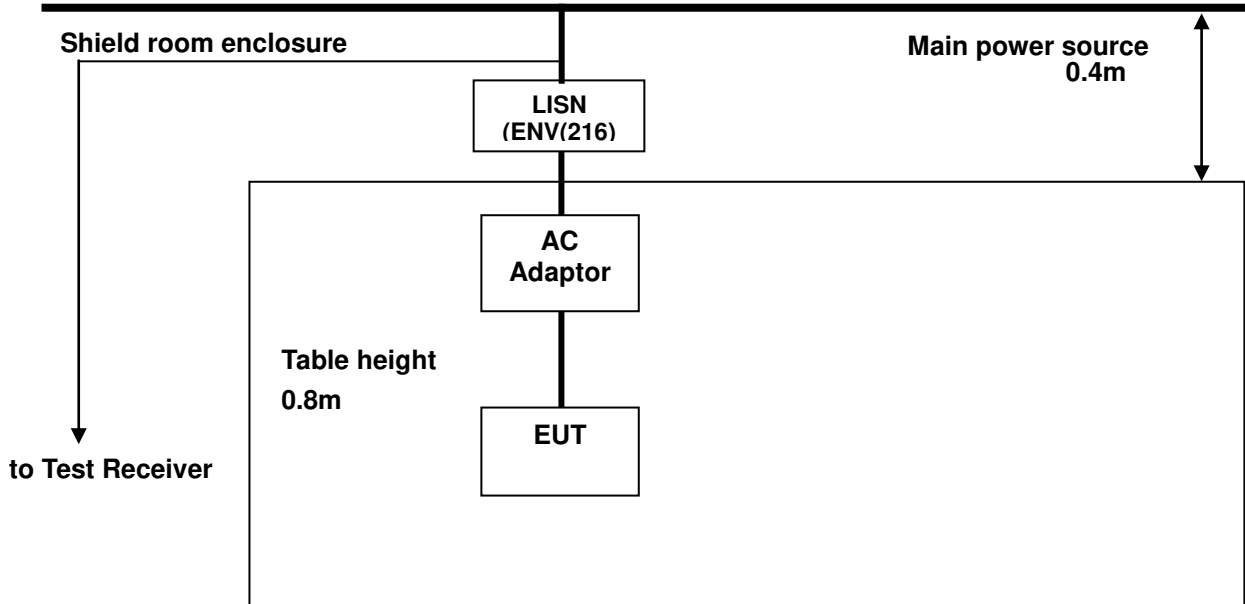 Shield room enclosure
Main power source
0.4m
LISN
(ENV(216)
AC
Adaptor
Table height
0.8m
EUT
to Test Receiver